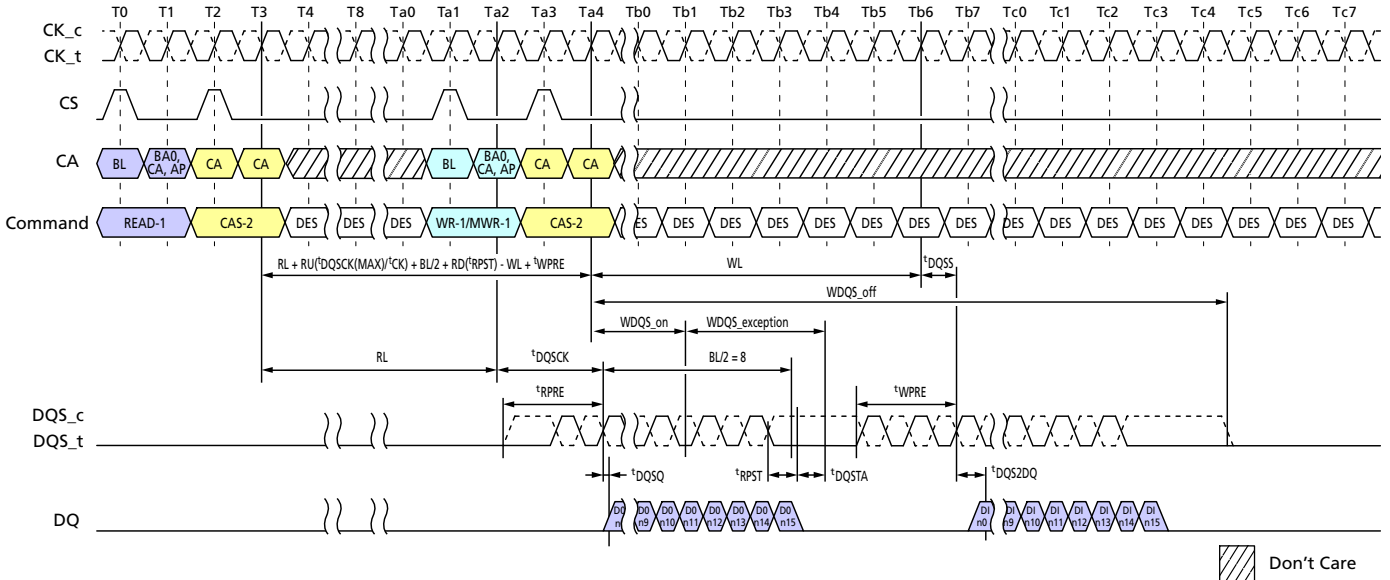 T0 T1 T2 T3 T4 T8 Ta0 Ta1 Ta2 Ta3 Ta4 Tb0 Tb1 Tb2 Tb3 Tb4 Tb5 Tb6 Tb7 Tc0 Tc1 Tc2 Tc3 Tc4 Tc5 Tc6 Tc7
CK_c
CK_t
CS
CA BL BA0, CA, AP CA CA BL BA0, CA, AP CA CA
Command READ-1 CAS-2 DES DES DES WR-1/MWR-1 CAS-2 DES DES DES DES DES DES DES DES DES DES DES DES DES DES DES DES
RL + RU(tDQSCK(MAX)/tCK) + BL/2 + RD(tRPST) - WL + tWPRE WL tDQSS
WDQS_off
WDQS_on WDQS_exception
RL tDQSCK BL/2 = 8
tRPRE tWPRE
DQS_c
DQS_t
tDQSQ tRPST tDQSTA tDQS2DQ
DQ D0 n D0 n9 D0 n10 D0 n11 D0 n12 D0 n13 D0 n14 D0 n15 DI n0 DI n9 DI n10 DI n11 DI n12 DI n13 DI n14 DI n15
Don't Care